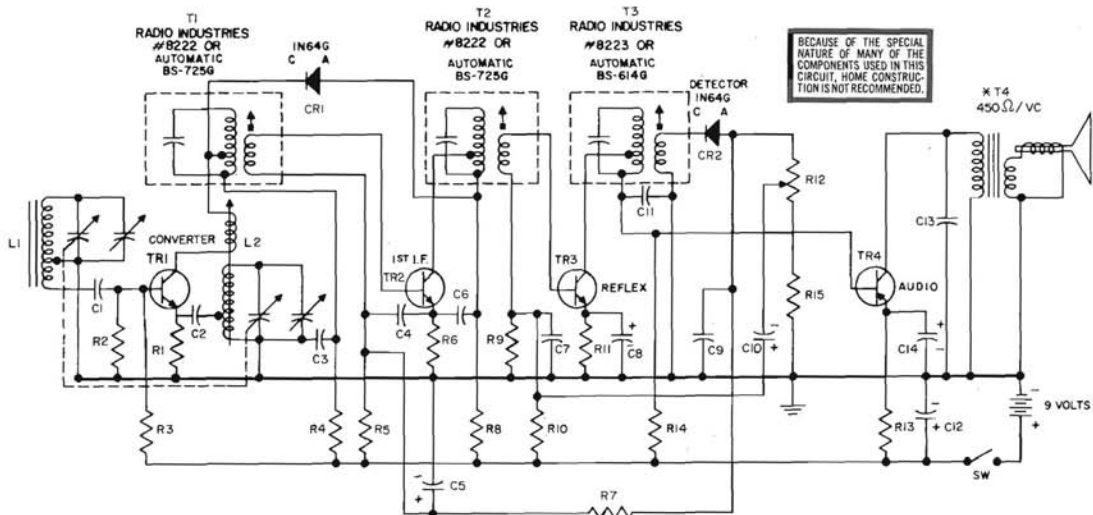 T1
RADIO INDUSTRIES
#8222 OR
AUTOMATIC
BS-725G
T2
RADIO INDUSTRIES
#8222 OR
AUTOMATIC
BS-725G
T3
RADIO INDUSTRIES
#8223 OR
AUTOMATIC
BS-614G
BECAUSE OF THE SPECIAL
NATURE OF MANY OF THE
COMPONENTS USED IN THIS
CIRCUIT, HOME CONSTRUC-
TION IS NOT RECOMMENDED.
IN64G
C A
CR1
DETECTOR
IN64G
C A
CR2
* T4
450Ω/VC
L1
CONVERTER
TR1
L2
C1
R2
R1
C2
C3
1ST I.F.
TR2
C4
C6
R6
R9
C11
TR3
REFLEX
C7
R11
+
C8
-
C9
-
C10
+
R12
R15
TR4
AUDIO
C13
+
C14
-
R3
R4
R5
R8
R10
R14
R13
-
C12
+
-
9 VOLTS
+
SW
-
C5
+
R7